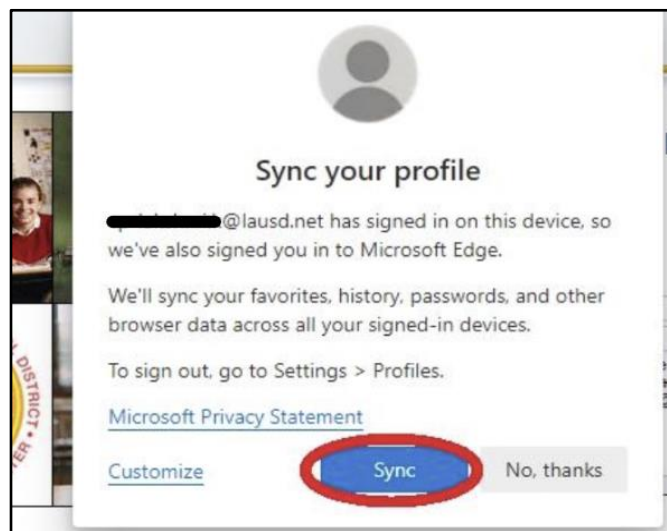 Sync your profile
@lausd.net has signed in on this device, so
we've also signed you in to Microsoft Edge.
We'll sync your favorites, history, passwords, and other
browser data across all your signed-in devices.
To sign out, go to Settings > Profiles.
Microsoft Privacy Statement
Customize
Sync
No, thanks
DISTRICT